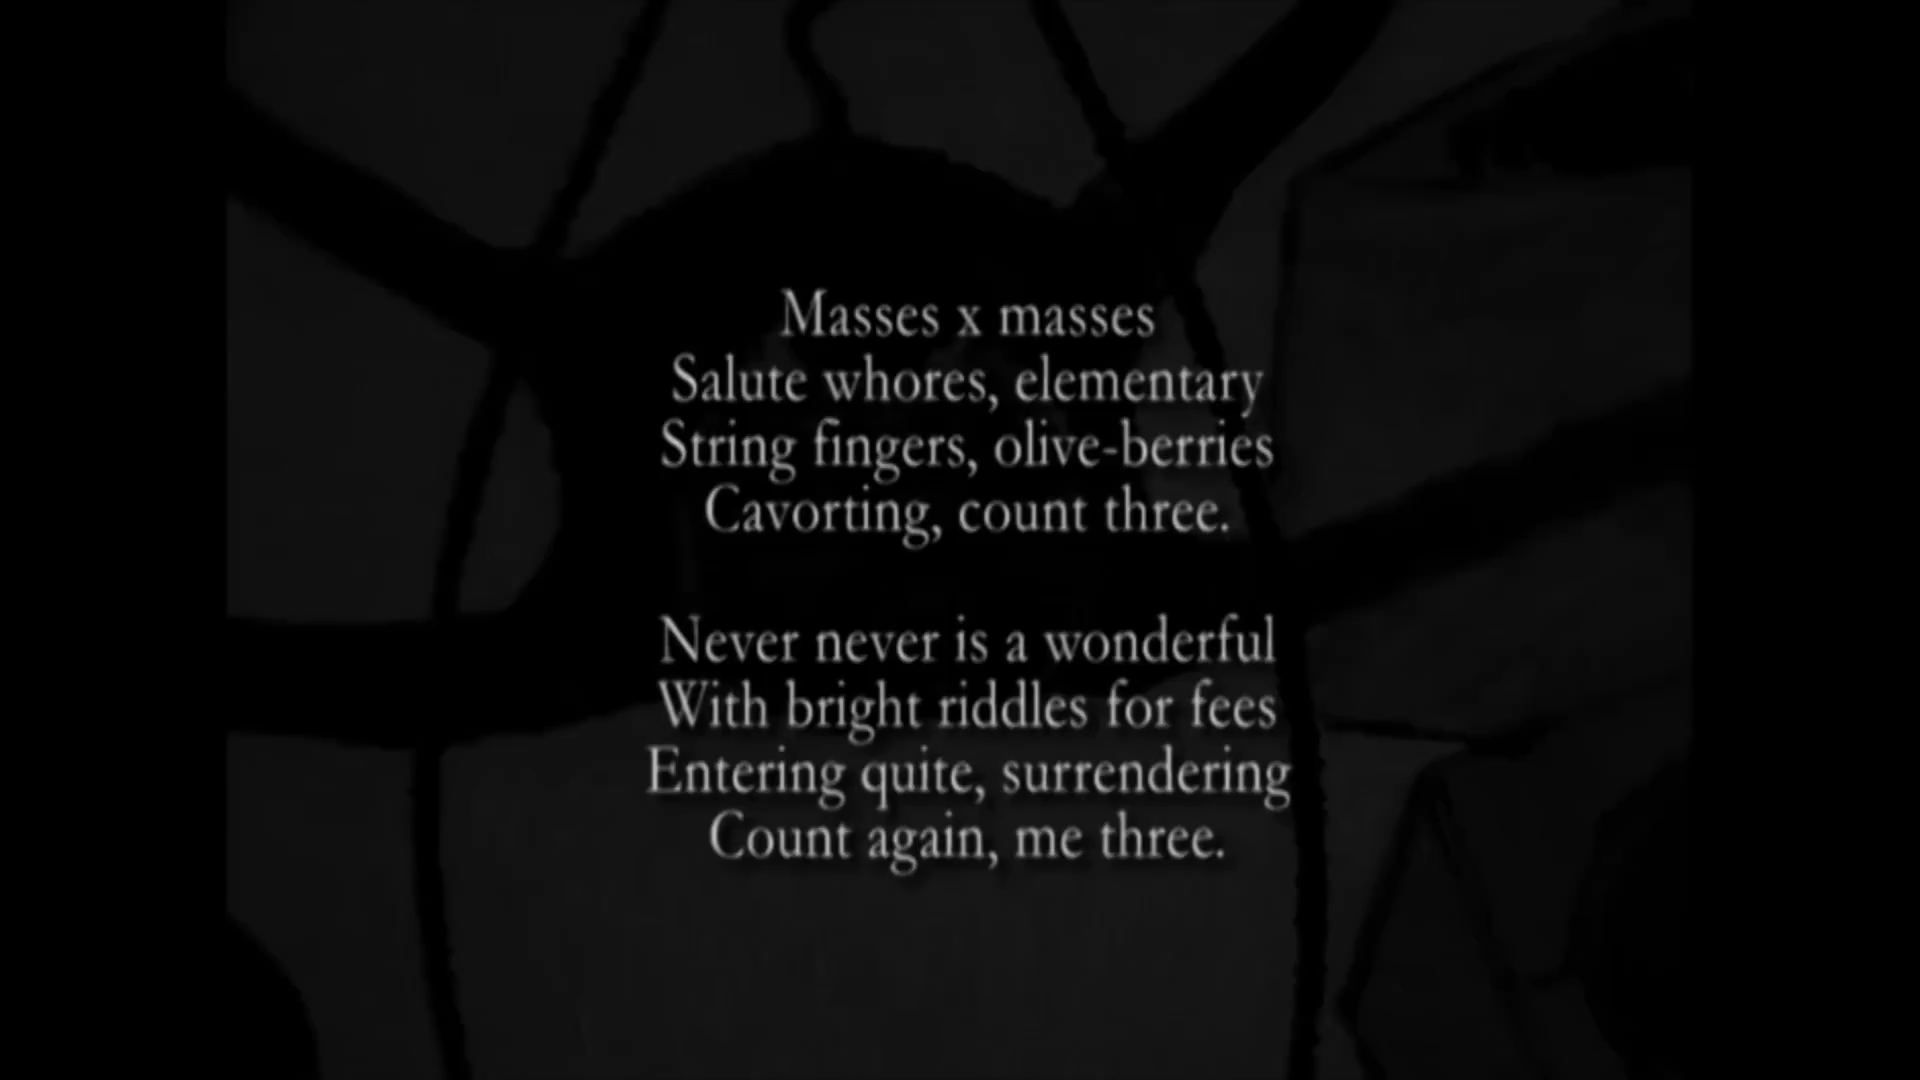 Masses x masses
Salute whores, elementary
String fingers, olive-berries
Cavorting, count three.
Never never is a wonderful
With bright riddles for fees
Entering quite, surrendering
Count again, me three.